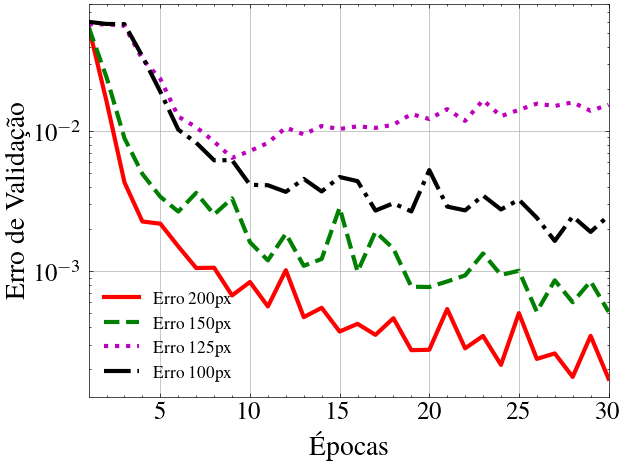 Erro de Validação
10⁻²
10⁻³
Erro 200px
Erro 150px
Erro 125px
Erro 100px
5 10 15 20 25 30
Épocas